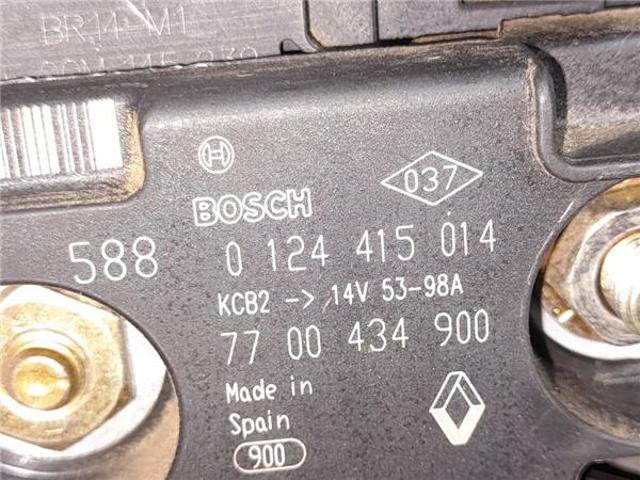 BR14-M1
BOSCH
037
588
0 124 415 014
KCB2 -> 14V 53-98A
77 00 434 900
Made in
Spain
900